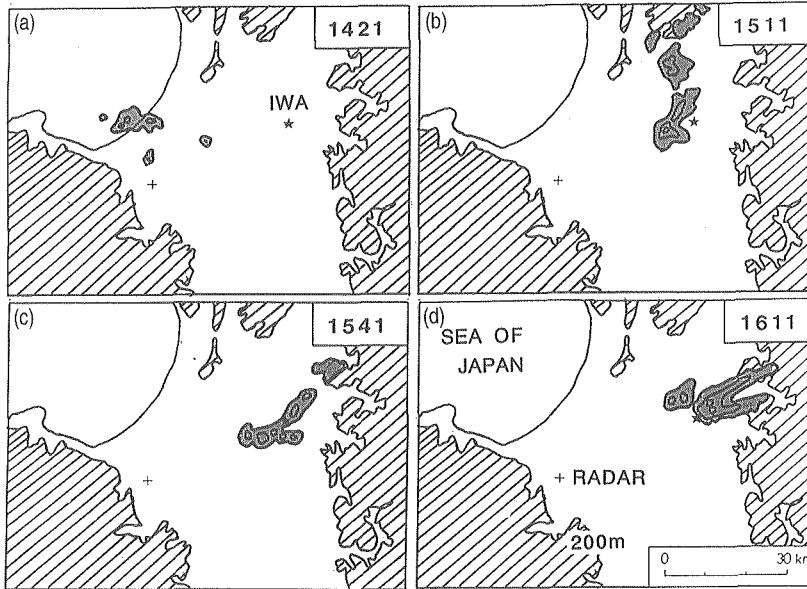 (a)
1421
IWA
(b)
1511
(c)
1541
(d)
1611
SEA OF
JAPAN
+ RADAR
200m
0 30 km